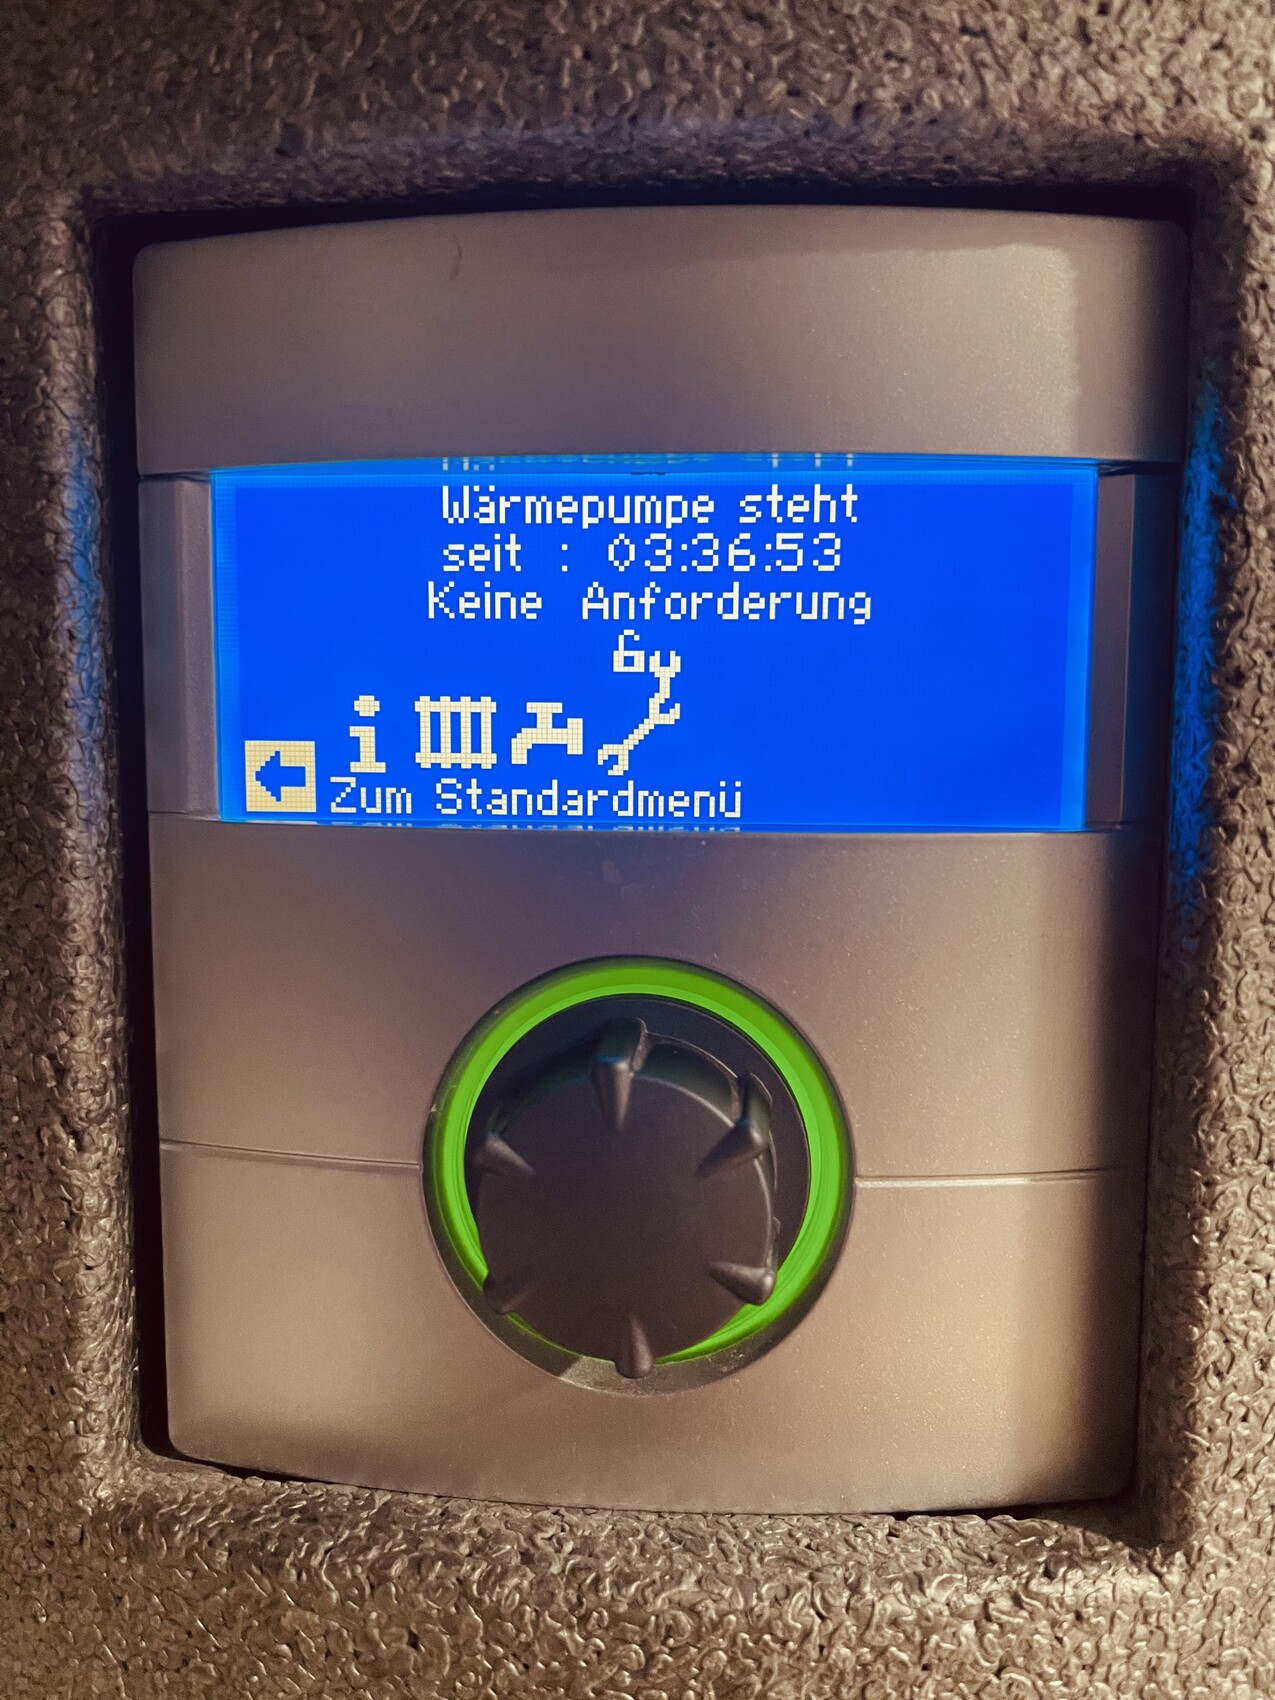 Wärmepumpe steht
seit : 03:36:53
Keine Anforderung
Zum Standardmenü